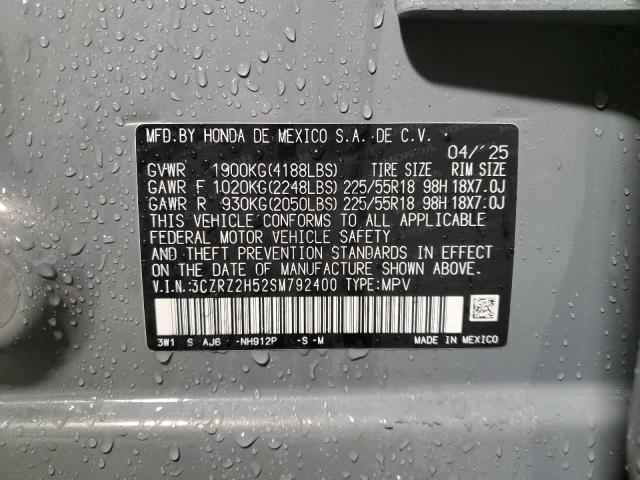 MFD.BY HONDA DE MEXICO S.A. DE C.V.
04/'25
GVWR 1900KG(4188LBS) TIRE SIZE RIM SIZE
GAWR F 1020KG(2248LBS) 225/55R18 98H 18X7.0J
GAWR R 930KG(2050LBS) 225/55R18 98H 18X7.0J
THIS VEHICLE CONFORMS TO ALL APPLICABLE
FEDERAL MOTOR VEHICLE SAFETY
AND THEFT PREVENTION STANDARDS IN EFFECT
ON THE DATE OF MANUFACTURE SHOWN ABOVE.
V.I.N.:3CZRZ2H52SM792400 TYPE:MPV
3W1 S AJ6 -NH912P -S-M MADE IN MEXICO